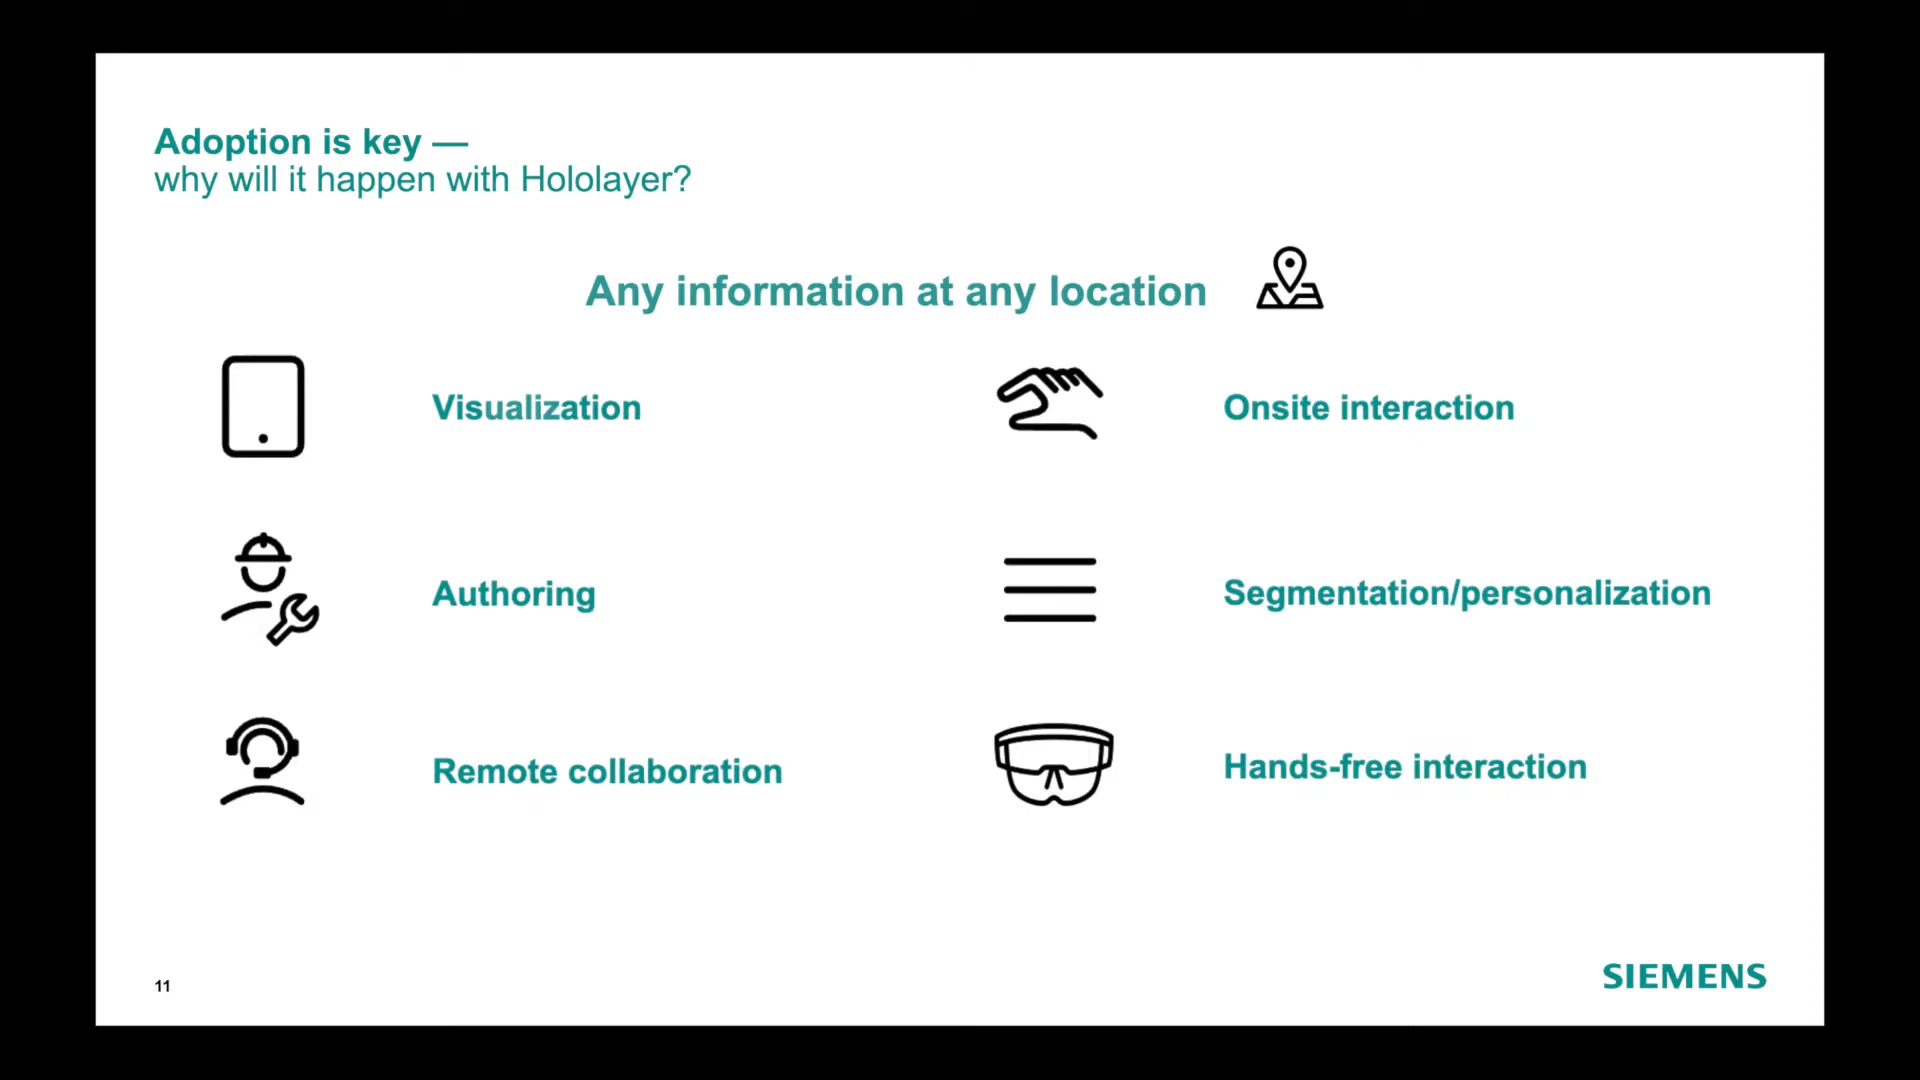 Adoption is key —
why will it happen with Hololayer?
Any information at any location
Visualization
Onsite interaction
Authoring
Segmentation/personalization
Remote collaboration
Hands-free interaction
11
SIEMENS